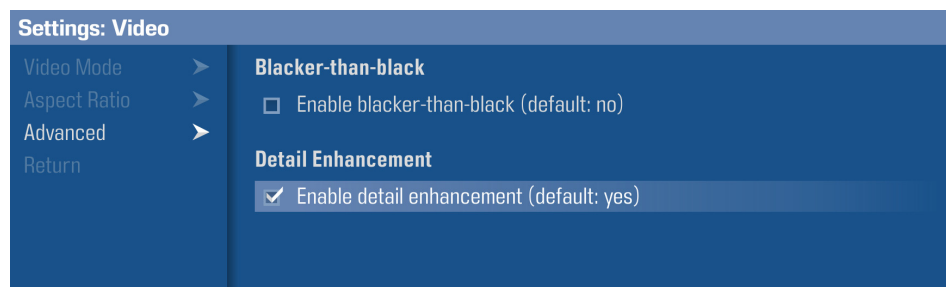 Settings: Video
Video Mode
Aspect Ratio
Advanced
Return
Blacker-than-black
Enable blacker-than-black (default: no)
Detail Enhancement
Enable detail enhancement (default: yes)